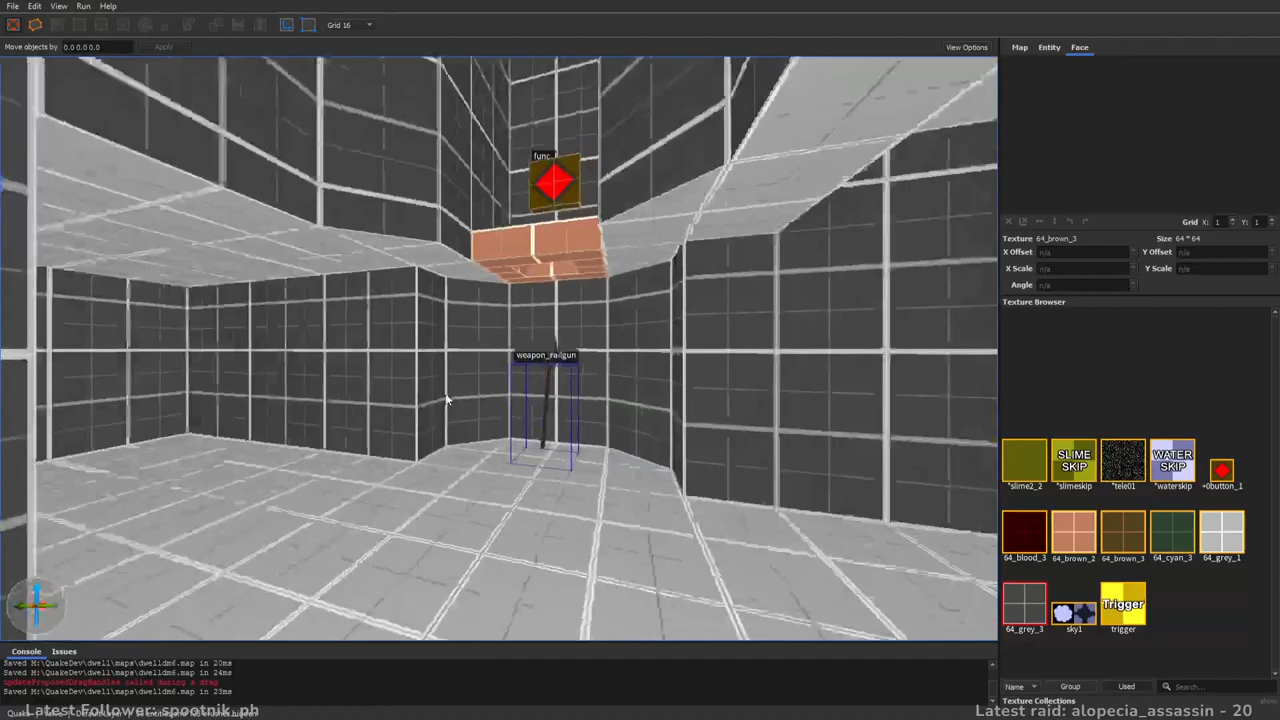 File Edit View Run Help
Grid 16
Move objects by 0.0 0.0 0.0 Apply View Options
Map Entity Face
func_
weapon_railgun
Grid X: 1 Y: 1
Texture 64_brown_3 Size 64 * 64
X Offset n/a Y Offset n/a
X Scale n/a Y Scale n/a
Angle n/a
Texture Browser
SLIME SKIP
WATER SKIP
*slime2_2 *slimeskip *tele01 *waterskip +0button_1
64_blood_3 64_brown_2 64_brown_3 64_cyan_3 64_grey_1
Trigger
64_grey_3 sky1 trigger
Console Issues
Saved M:\QuakeDev\dwell\maps\dwelldm6.map in 20ms
Saved M:\QuakeDev\dwell\maps\dwelldm6.map in 24ms
updateProposedDragHandles called during a drag
Saved M:\QuakeDev\dwell\maps\dwelldm6.map in 23ms
Name Group Used Search...
Texture Collections
Latest Follower: spootnik_ph
Latest raid: alopecia_assassin - 20